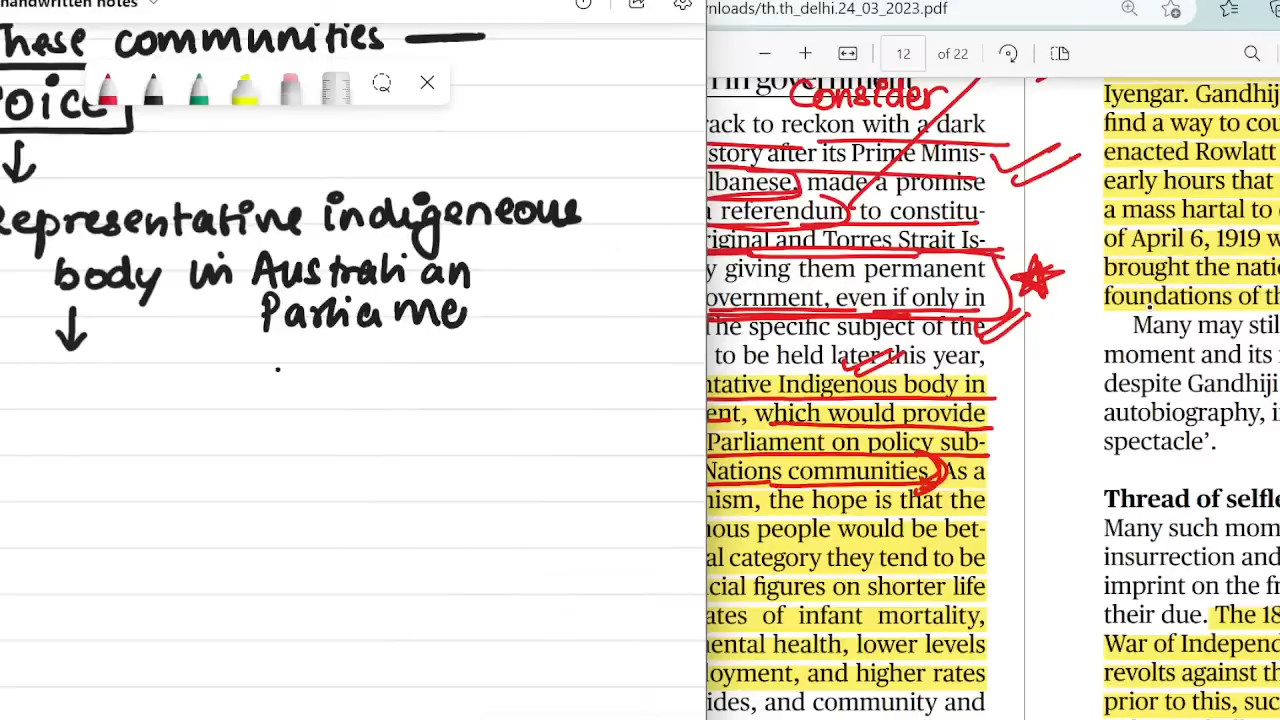 handwritten notes
These communities —
VOICE
Representative indigeneous
body in Australian
Parliame
nloads/th.th_delhi.24_03_2023.pdf
12 of 22
in government
Consider
rack to reckon with a dark
story after its Prime Minis-
lbanese, made a promise
a referendum to constitu-
riginal and Torres Strait Is-
y giving them permanent
overnment, even if only in
The specific subject of the
to be held later this year,
ntative Indigenous body in
ent, which would provide
Parliament on policy sub-
Nations communities. As a
nism, the hope is that the
nous people would be bet-
al category they tend to be
cial figures on shorter life
ates of infant mortality,
mental health, lower levels
loyment, and higher rates
ides, and community and
Iyengar. Gandhiji
find a way to cou
enacted Rowlatt
early hours that
a mass hartal to
of April 6, 1919 w
brought the natio
foundations of th
Many may still
moment and its
despite Gandhiji
autobiography, i
spectacle’.
Thread of selfle
Many such mom
insurrection and
imprint on the fr
their due. The 18
War of Independ
revolts against th
prior to this, suc